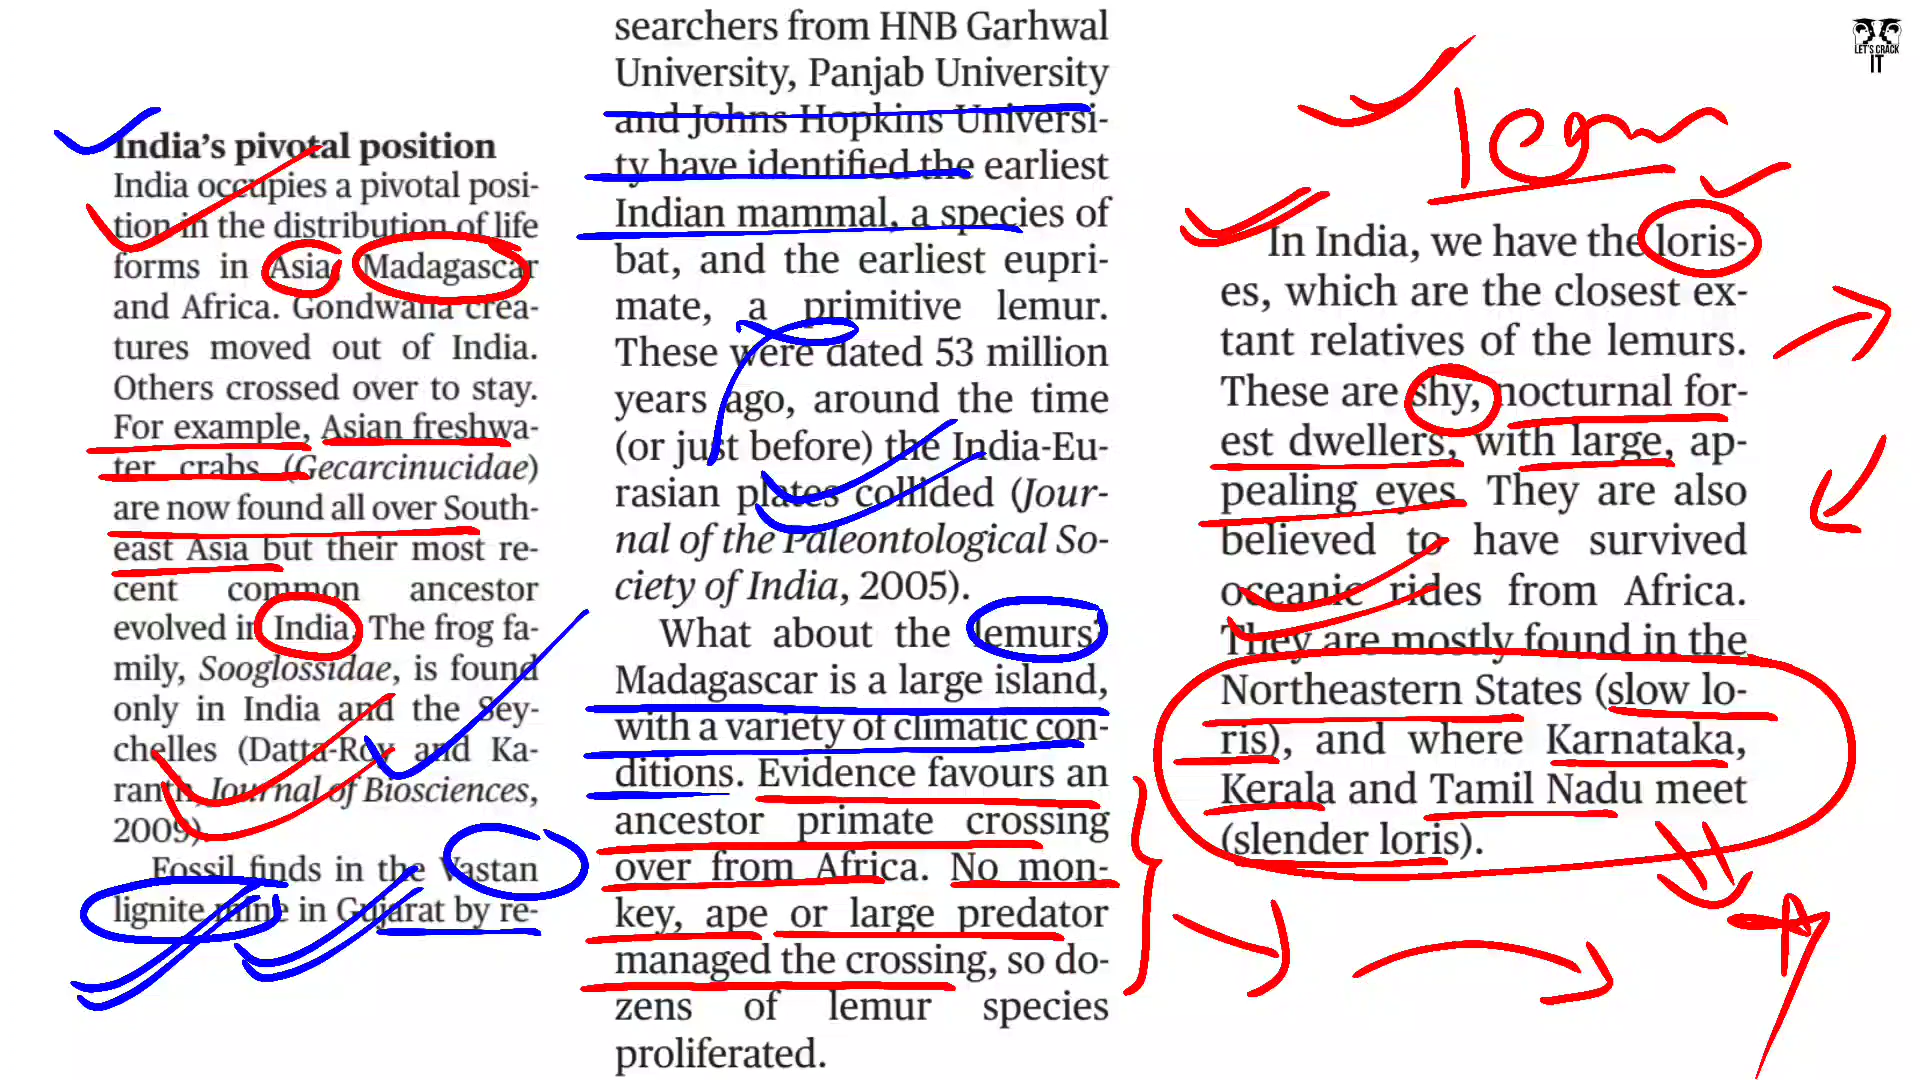 India's pivotal position
India occupies a pivotal posi-
tion in the distribution of life
forms in Asia, Madagascar
and Africa. Gondwana crea-
tures moved out of India.
Others crossed over to stay.
For example, Asian freshwa-
ter crabs (Gecarcinucidae)
are now found all over South-
east Asia but their most re-
cent common ancestor
evolved in India. The frog fa-
mily, Sooglossidae, is found
only in India and the Sey-
chelles (Datta-Roy and Ka-
ranth, Journal of Biosciences,
2009).
Fossil finds in the Vastan
lignite mine in Gujarat by re-
searchers from HNB Garhwal
University, Panjab University
and Johns Hopkins Universi-
ty have identified the earliest
Indian mammal, a species of
bat, and the earliest eupri-
mate, a primitive lemur.
These were dated 53 million
years ago, around the time
(or just before) the India-Eu-
rasian plates collided (Jour-
nal of the Paleontological So-
ciety of India, 2005).
What about the lemurs?
Madagascar is a large island,
with a variety of climatic con-
ditions. Evidence favours an
ancestor primate crossing
over from Africa. No mon-
key, ape or large predator
managed the crossing, so do-
zens of lemur species
proliferated.
In India, we have the loris-
es, which are the closest ex-
tant relatives of the lemurs.
These are shy, nocturnal for-
est dwellers, with large, ap-
pealing eyes. They are also
believed to have survived
oceanic rides from Africa.
They are mostly found in the
Northeastern States (slow lo-
ris), and where Karnataka,
Kerala and Tamil Nadu meet
(slender loris).
LET'S CRACK
IT